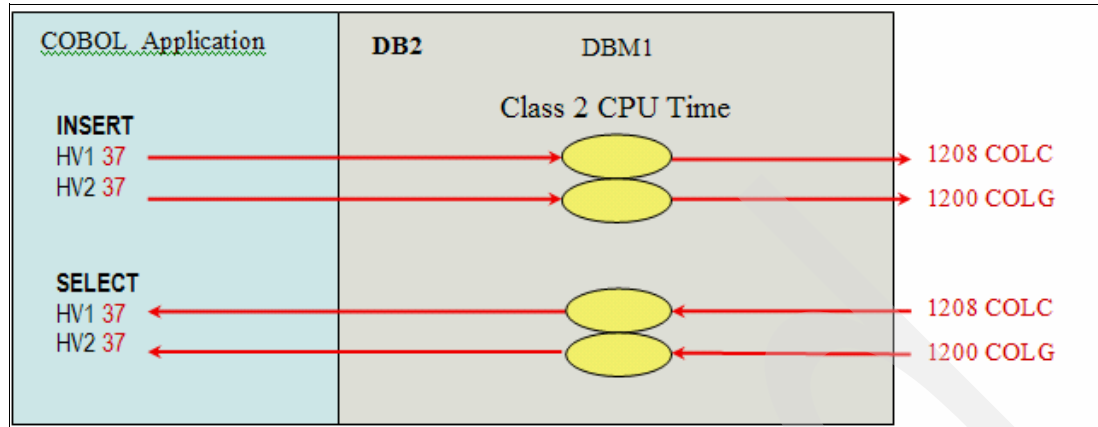 COBOL Application
DB2
DBM1
Class 2 CPU Time
INSERT
HV1 37
HV2 37
1208 COLC
1200 COLG
SELECT
HV1 37
HV2 37
1208 COLC
1200 COLG